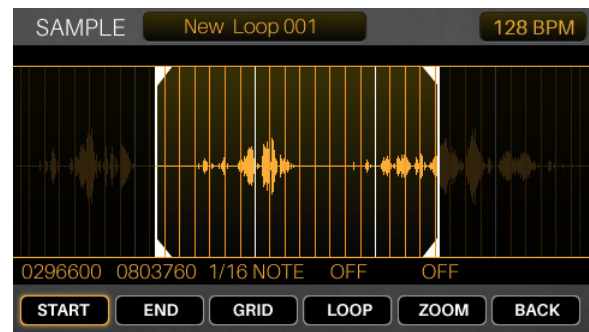 SAMPLE New Loop 001 128 BPM
0296600 0803760 1/16 NOTE OFF OFF
START END GRID LOOP ZOOM BACK